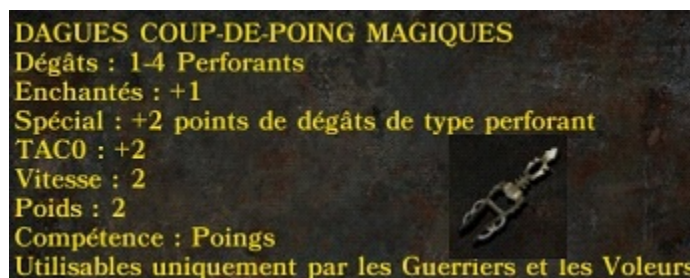 DAGUES COUP-DE-POING MAGIQUES
Dégâts : 1-4 Perforants
Enchantés : +1
Spécial : +2 points de dégâts de type perforant
TAC0 : +2
Vitesse : 2
Poids : 2
Compétence : Poings
Utilisables uniquement par les Guerriers et les Voleurs